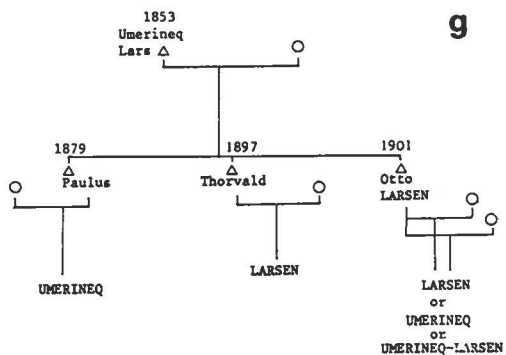 g
1853
Umerineq
Lars
1879
1897
1901
Paulus
Thorvald
Otto
LARSEN
UMERINEQ
LARSEN
LARSEN
or
UMERINEQ
or
UMERINEQ-LARSEN